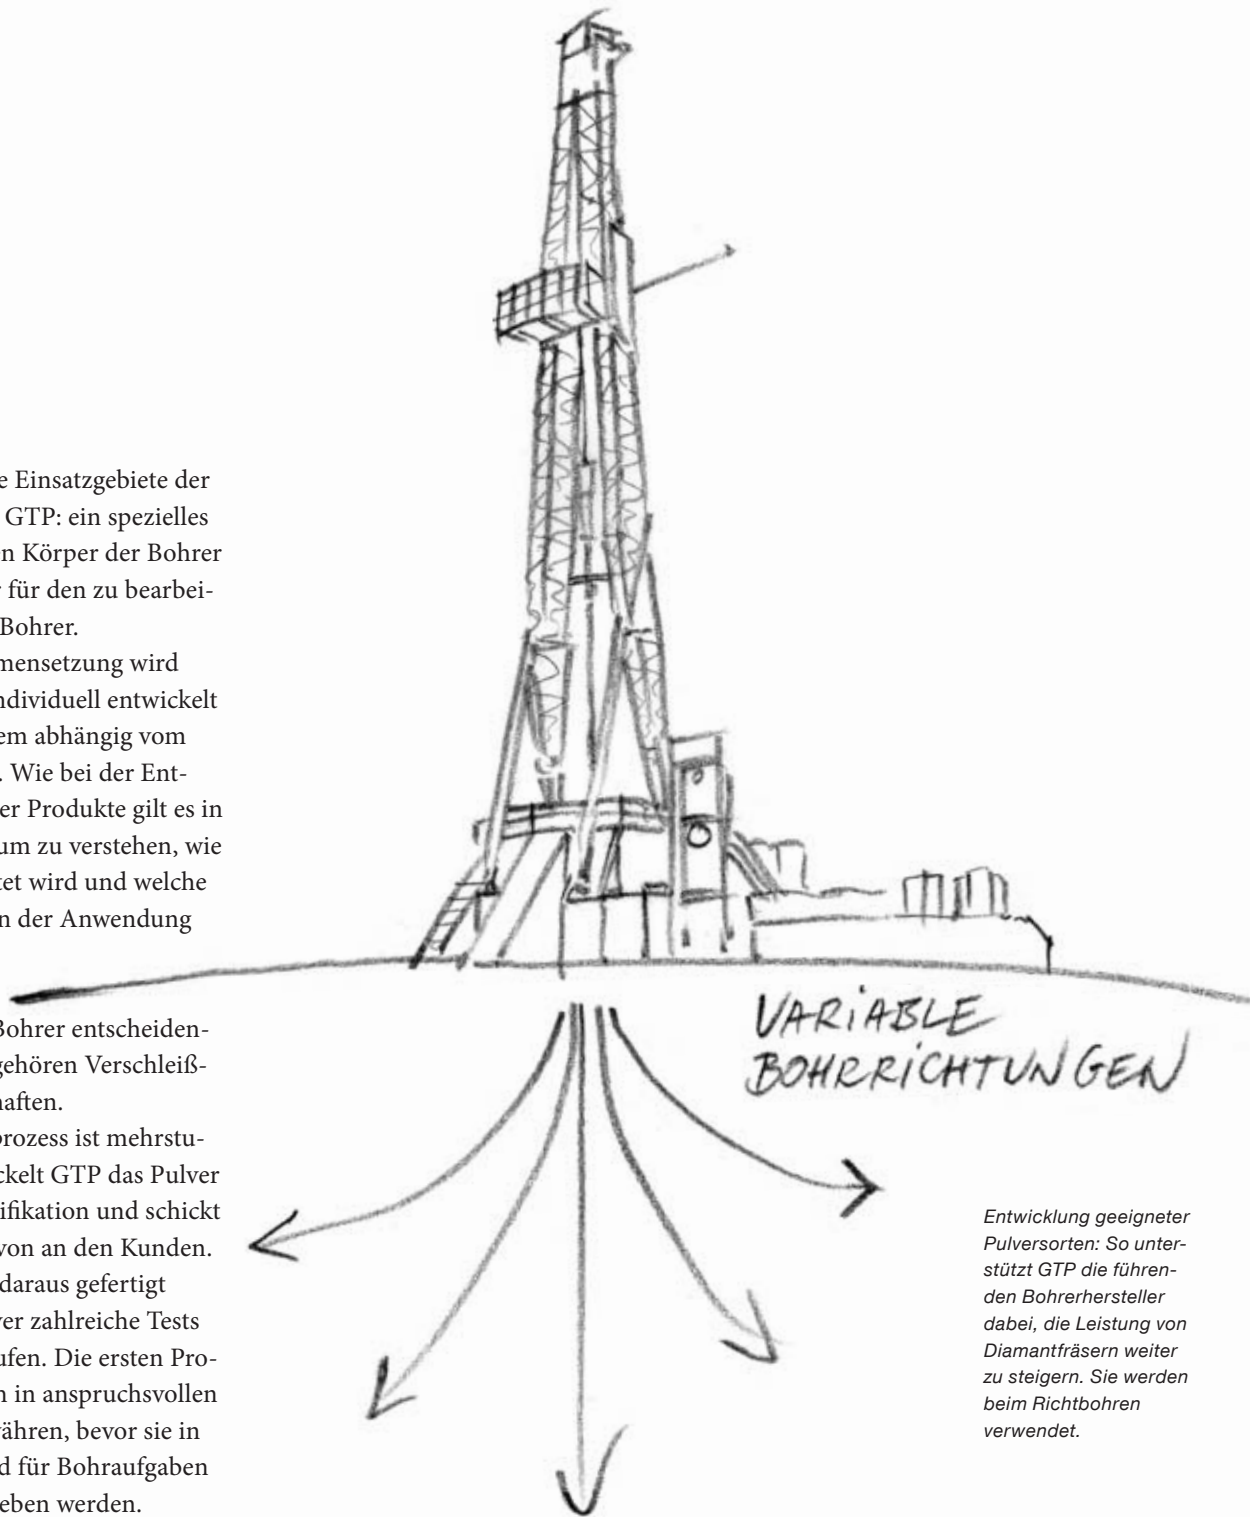 e Einsatzgebiete der
GTP: ein spezielles
en Körper der Bohrer
für den zu bearbei-
Bohrer.
mensetzung wird
ndividuell entwickelt
em abhängig vom
. Wie bei der Ent-
er Produkte gilt es in
um zu verstehen, wie
tet wird und welche
n der Anwendung
Bohrer entscheiden-
gehören Verschleiß-
haften.
prozess ist mehrstu-
ckelt GTP das Pulver
ifikation und schickt
von an den Kunden.
daraus gefertigt
ver zahlreiche Tests
ufen. Die ersten Pro-
n in anspruchsvollen
ähren, bevor sie in
d für Bohraufgaben
eben werden.
VARiABLE
BOHRRiCHTUNGEN
Entwicklung geeigneter
Pulversorten: So unter-
stützt GTP die führen-
den Bohrerhersteller
dabei, die Leistung von
Diamantfräsern weiter
zu steigern. Sie werden
beim Richtbohren
verwendet.